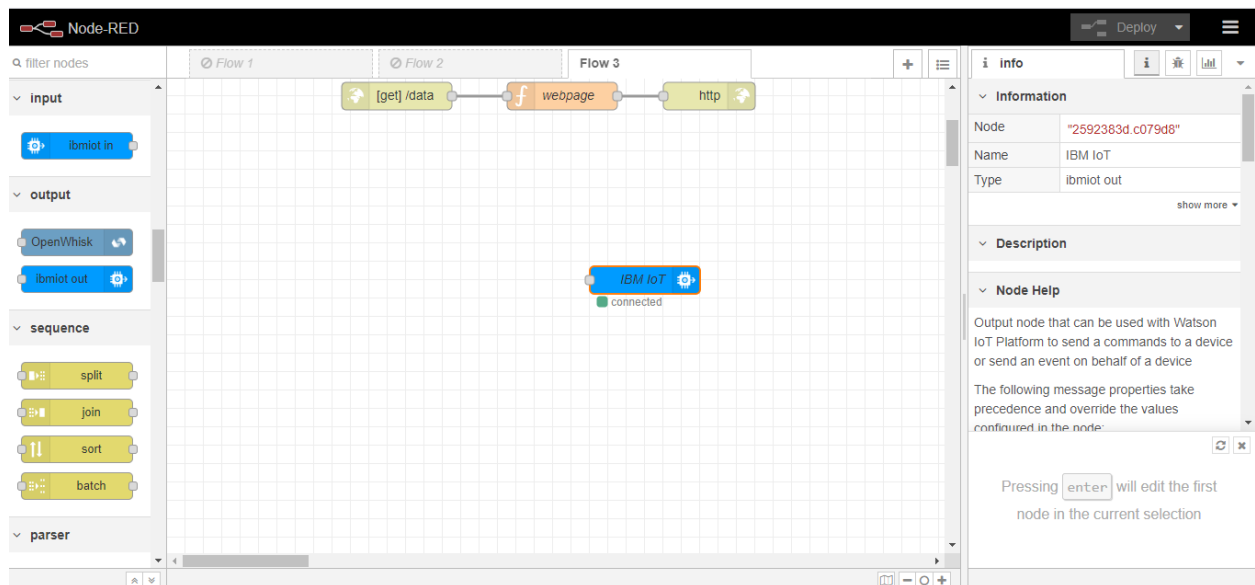 Node-RED
Deploy
filter nodes
Flow 1
Flow 2
Flow 3
i info
input
ibmiot in
output
OpenWhisk
ibmiot out
sequence
split
join
sort
batch
parser
[get] /data
webpage
http
IBM IoT
connected
Information
Node "2592383d.c079d8"
Name IBM IoT
Type ibmiot out
show more
Description
Node Help
Output node that can be used with Watson
IoT Platform to send a commands to a device
or send an event on behalf of a device
The following message properties take
precedence and override the values
configured in the node:
Pressing enter will edit the first
node in the current selection